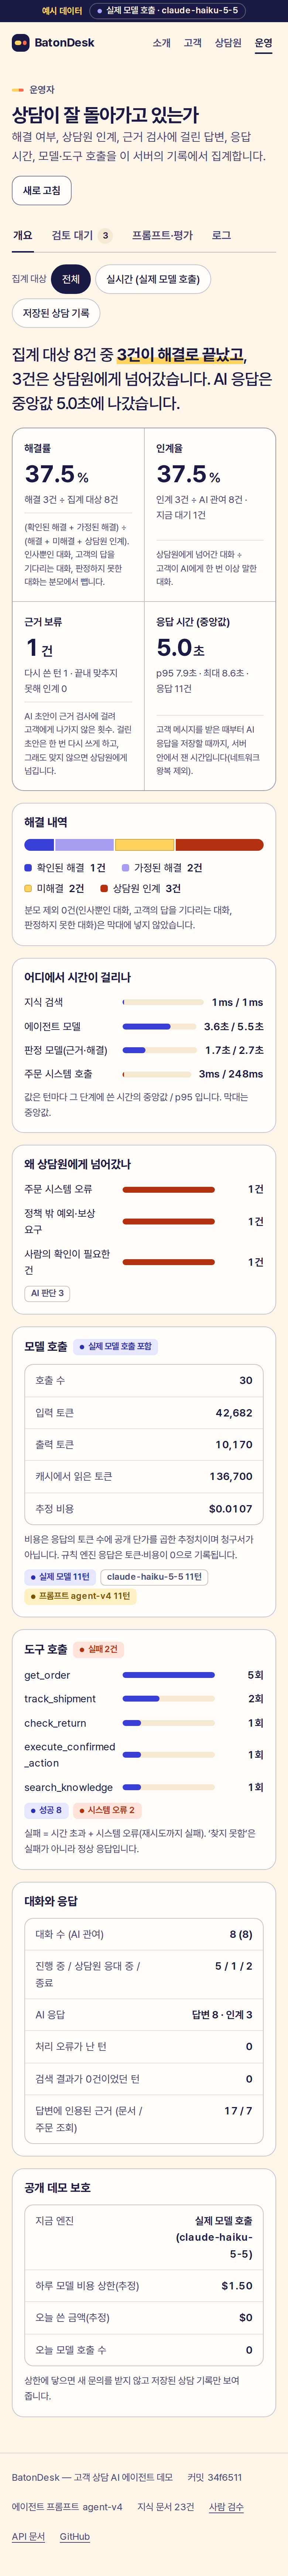 예시 데이터 실제 모델 호출 · claude-haiku-5-5
BatonDesk 소개 고객 상담원 운영
운영자
상담이 잘 돌아가고 있는가
해결 여부, 상담원 인계, 근거 검사에 걸린 답변, 응답
시간, 모델·도구 호출을 이 서버의 기록에서 집계합니다.
새로 고침
개요 검토 대기 3 프롬프트·평가 로그
집계 대상 전체 실시간 (실제 모델 호출)
저장된 상담 기록
집계 대상 8건 중 3건이 해결로 끝났고,
3건은 상담원에게 넘어갔습니다. AI 응답은
중앙값 5.0초에 나갔습니다.
해결률
37.5%
해결 3건 ÷ 집계 대상 8건
(확인된 해결 + 가정된 해결) ÷
(해결 + 미해결 + 상담원 인계).
인사뿐인 대화, 고객의 답을
기다리는 대화, 판정하지 못한
대화는 분모에서 뺍니다.
인계율
37.5%
인계 3건 ÷ AI 관여 8건 ·
지금 대기 1건
상담원에게 넘어간 대화 ÷
고객이 AI에게 한 번 이상 말한
대화.
근거 보류
1건
다시 쓴 턴 1 · 끝내 맞추지
못해 인계 0
AI 초안이 근거 검사에 걸려
고객에게 나가지 않은 횟수. 걸린
초안은 한 번 다시 쓰게 하고,
그래도 맞지 않으면 상담원에게
넘깁니다.
응답 시간 (중앙값)
5.0초
p95 7.9초 · 최대 8.6초 ·
응답 11건
고객 메시지를 받은 때부터 AI
응답을 저장할 때까지, 서버
안에서 잰 시간입니다(네트워크
왕복 제외).
해결 내역
확인된 해결 1건 가정된 해결 2건
미해결 2건 상담원 인계 3건
분모 제외 0건(인사뿐인 대화, 고객의 답을 기다리는 대화,
판정하지 못한 대화)은 막대에 넣지 않았습니다.
어디에서 시간이 걸리나
지식 검색 1ms / 1ms
에이전트 모델 3.6초 / 5.5초
판정 모델(근거·해결) 1.7초 / 2.7초
주문 시스템 호출 3ms / 248ms
값은 턴마다 그 단계에 쓴 시간의 중앙값 / p95 입니다. 막대는
중앙값.
왜 상담원에게 넘어갔나
주문 시스템 오류 1건
정책 밖 예외·보상
요구 1건
사람의 확인이 필요한
건 1건
AI 판단 3
모델 호출 실제 모델 호출 포함
호출 수 30
입력 토큰 42,682
출력 토큰 10,170
캐시에서 읽은 토큰 136,700
추정 비용 $0.0107
비용은 응답의 토큰 수에 공개 단가를 곱한 추정치이며 청구서가
아닙니다. 규칙 엔진 응답은 토큰·비용이 0으로 기록됩니다.
실제 모델 11턴 claude-haiku-5-5 11턴
프롬프트 agent-v4 11턴
도구 호출 실패 2건
get_order 5회
track_shipment 2회
check_return 1회
execute_confirmed
_action 1회
search_knowledge 1회
성공 8 시스템 오류 2
실패 = 시간 초과 + 시스템 오류(재시도까지 실패). ‘찾지 못함’은
실패가 아니라 정상 응답입니다.
대화와 응답
대화 수 (AI 관여) 8 (8)
진행 중 / 상담원 응대 중 /
종료 5 / 1 / 2
AI 응답 답변 8 · 인계 3
처리 오류가 난 턴 0
검색 결과가 0건이었던 턴 0
답변에 인용된 근거 (문서 /
주문 조회) 17 / 7
공개 데모 보호
지금 엔진 실제 모델 호출
(claude-haiku-
5-5)
하루 모델 비용 상한(추정) $1.50
오늘 쓴 금액(추정) $0
오늘 모델 호출 수 0
상한에 닿으면 새 문의를 받지 않고 저장된 상담 기록만 보여
줍니다.
BatonDesk — 고객 상담 AI 에이전트 데모 커밋 34f6511
에이전트 프롬프트 agent-v4 지식 문서 23건 사람 검수
API 문서 GitHub